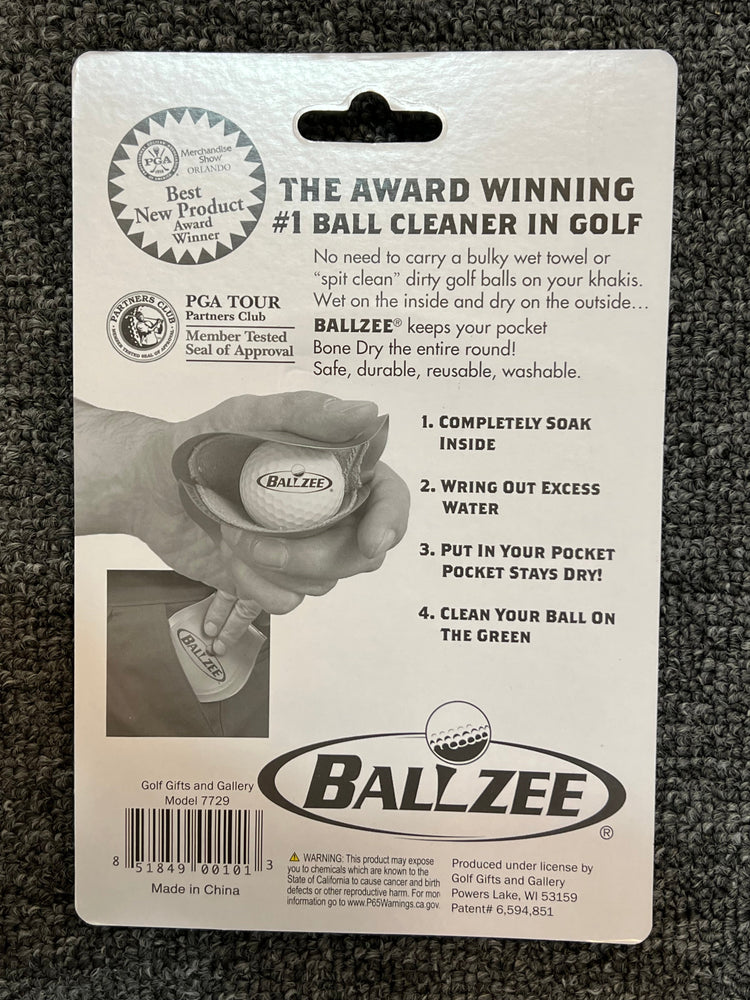 PGA
Merchandise
Show
ORLANDO
Best
New Product
Award
Winner
THE AWARD WINNING
#1 BALL CLEANER IN GOLF
No need to carry a bulky wet towel or
“spit clean” dirty golf balls on your khakis.
Wet on the inside and dry on the outside...
BALLZEE® keeps your pocket
Bone Dry the entire round!
Safe, durable, reusable, washable.
PARTNERS CLUB
MEMBER TESTED SEAL OF APPROVAL
PGA TOUR
Partners Club
Member Tested
Seal of Approval
BALLZEE
1. COMPLETELY SOAK
INSIDE
2. WRING OUT EXCESS
WATER
3. PUT IN YOUR POCKET
POCKET STAYS DRY!
4. CLEAN YOUR BALL ON
THE GREEN
BALLZEE
BALLZEE®
Golf Gifts and Gallery
Model 7729
8 51849 00101 3
Made in China
WARNING: This product may expose
you to chemicals which are known to the
State of California to cause cancer and birth
defects or other reproductive harm. For mor
information go to www.P65Warnings.ca.gov.
Produced under license by
Golf Gifts and Gallery
Powers Lake, WI 53159
Patent# 6,594,851